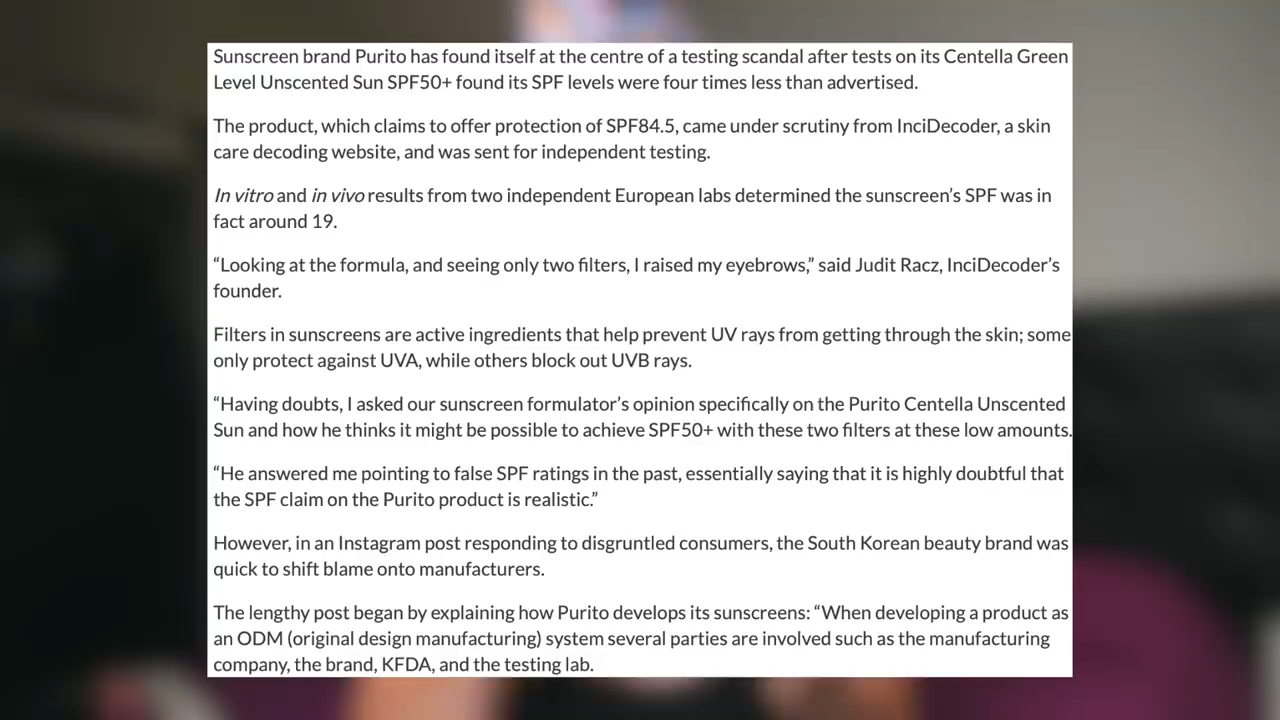 Sunscreen brand Purito has found itself at the centre of a testing scandal after tests on its Centella Green
Level Unscented Sun SPF50+ found its SPF levels were four times less than advertised.
The product, which claims to offer protection of SPF84.5, came under scrutiny from InciDecoder, a skin
care decoding website, and was sent for independent testing.
In vitro and in vivo results from two independent European labs determined the sunscreen’s SPF was in
fact around 19.
“Looking at the formula, and seeing only two filters, I raised my eyebrows,” said Judit Racz, InciDecoder’s
founder.
Filters in sunscreens are active ingredients that help prevent UV rays from getting through the skin; some
only protect against UVA, while others block out UVB rays.
“Having doubts, I asked our sunscreen formulator’s opinion specifically on the Purito Centella Unscented
Sun and how he thinks it might be possible to achieve SPF50+ with these two filters at these low amounts.
“He answered me pointing to false SPF ratings in the past, essentially saying that it is highly doubtful that
the SPF claim on the Purito product is realistic.”
However, in an Instagram post responding to disgruntled consumers, the South Korean beauty brand was
quick to shift blame onto manufacturers.
The lengthy post began by explaining how Purito develops its sunscreens: “When developing a product as
an ODM (original design manufacturing) system several parties are involved such as the manufacturing
company, the brand, KFDA, and the testing lab.